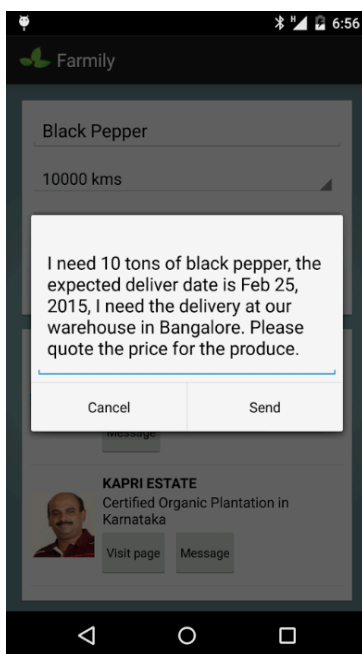 H 6:56
Farmily
Black Pepper
10000 kms
I need 10 tons of black pepper, the
expected deliver date is Feb 25,
2015, I need the delivery at our
warehouse in Bangalore. Please
quote the price for the produce.
Cancel Send
Message
KAPRI ESTATE
Certified Organic Plantation in
Karnataka
Visit page Message